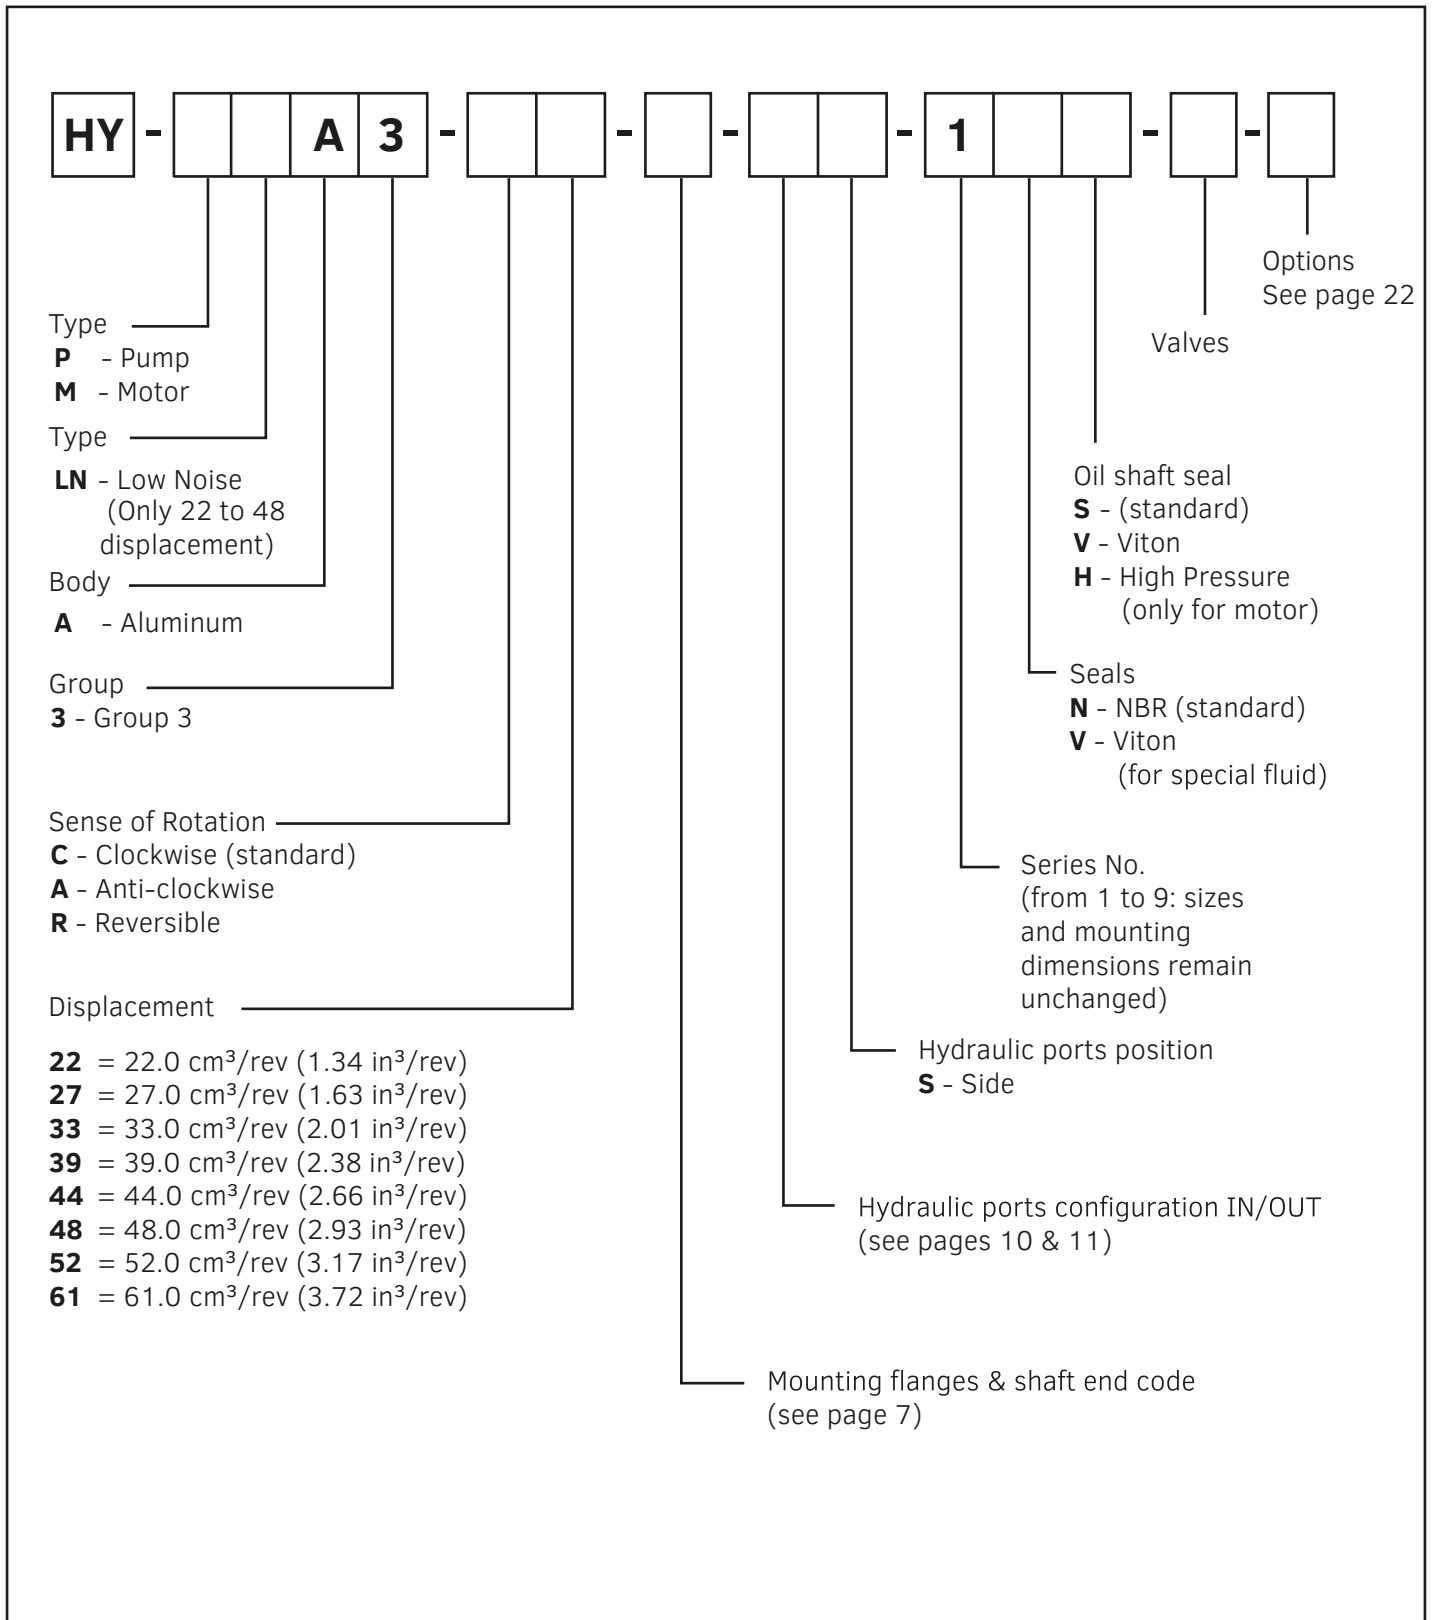 HY - A 3 - - - - 1 - -
Options
See page 22
Valves
Type
P - Pump
M - Motor
Type
LN - Low Noise
(Only 22 to 48
displacement)
Body
A - Aluminum
Group
3 - Group 3
Sense of Rotation
C - Clockwise (standard)
A - Anti-clockwise
R - Reversible
Displacement
22 = 22.0 cm³/rev (1.34 in³/rev)
27 = 27.0 cm³/rev (1.63 in³/rev)
33 = 33.0 cm³/rev (2.01 in³/rev)
39 = 39.0 cm³/rev (2.38 in³/rev)
44 = 44.0 cm³/rev (2.66 in³/rev)
48 = 48.0 cm³/rev (2.93 in³/rev)
52 = 52.0 cm³/rev (3.17 in³/rev)
61 = 61.0 cm³/rev (3.72 in³/rev)
Oil shaft seal
S - (standard)
V - Viton
H - High Pressure
(only for motor)
Seals
N - NBR (standard)
V - Viton
(for special fluid)
Series No.
(from 1 to 9: sizes
and mounting
dimensions remain
unchanged)
Hydraulic ports position
S - Side
Hydraulic ports configuration IN/OUT
(see pages 10 & 11)
Mounting flanges & shaft end code
(see page 7)